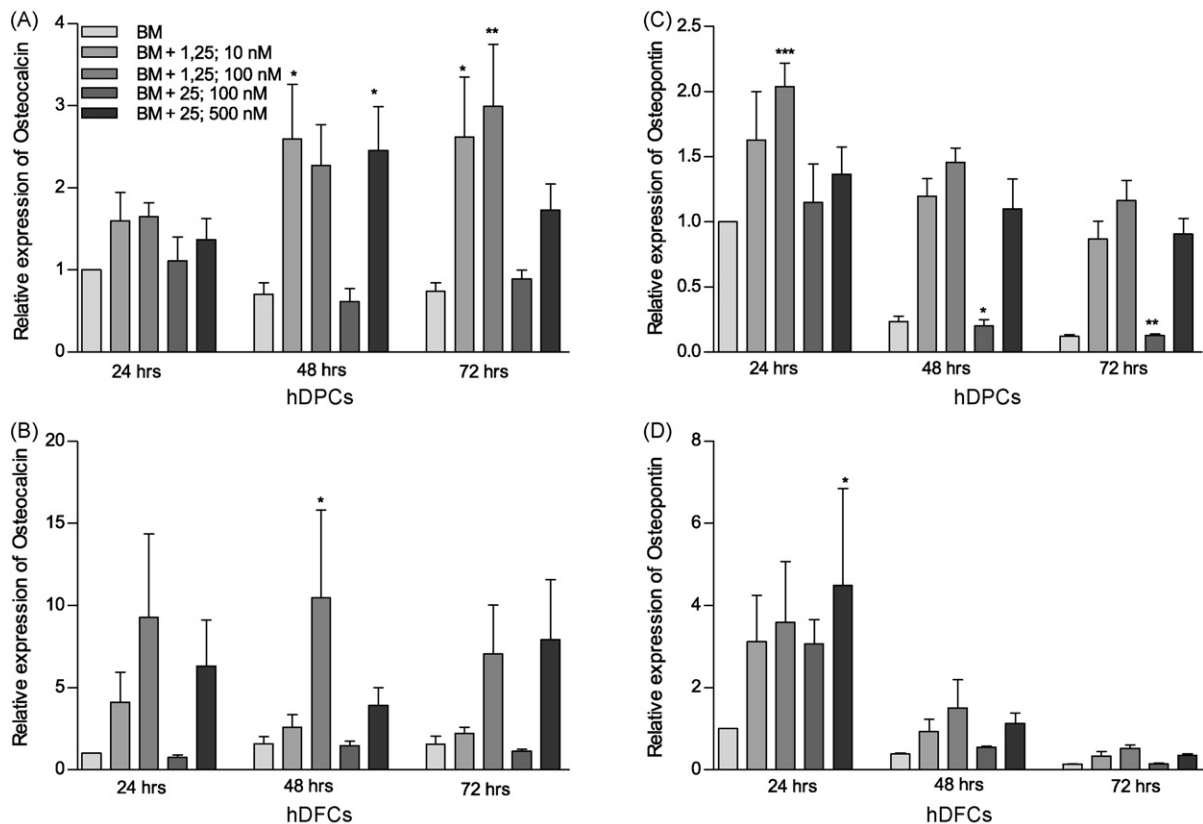 (A)
Relative expression of Osteocalcin
4
3
2
1
0
BM
BM + 1,25; 10 nM
BM + 1,25; 100 nM
BM + 25; 100 nM
BM + 25; 500 nM
*
*
*
**
24 hrs
48 hrs
72 hrs
hDPCs
(C)
Relative expression of Osteopontin
2.5
2.0
1.5
1.0
0.5
0.0
***
*
**
24 hrs
48 hrs
72 hrs
hDPCs
(B)
Relative expression of Osteocalcin
20
15
10
5
0
*
24 hrs
48 hrs
72 hrs
hDFCs
(D)
Relative expression of Osteopontin
8
6
4
2
0
*
24 hrs
48 hrs
72 hrs
hDFCs